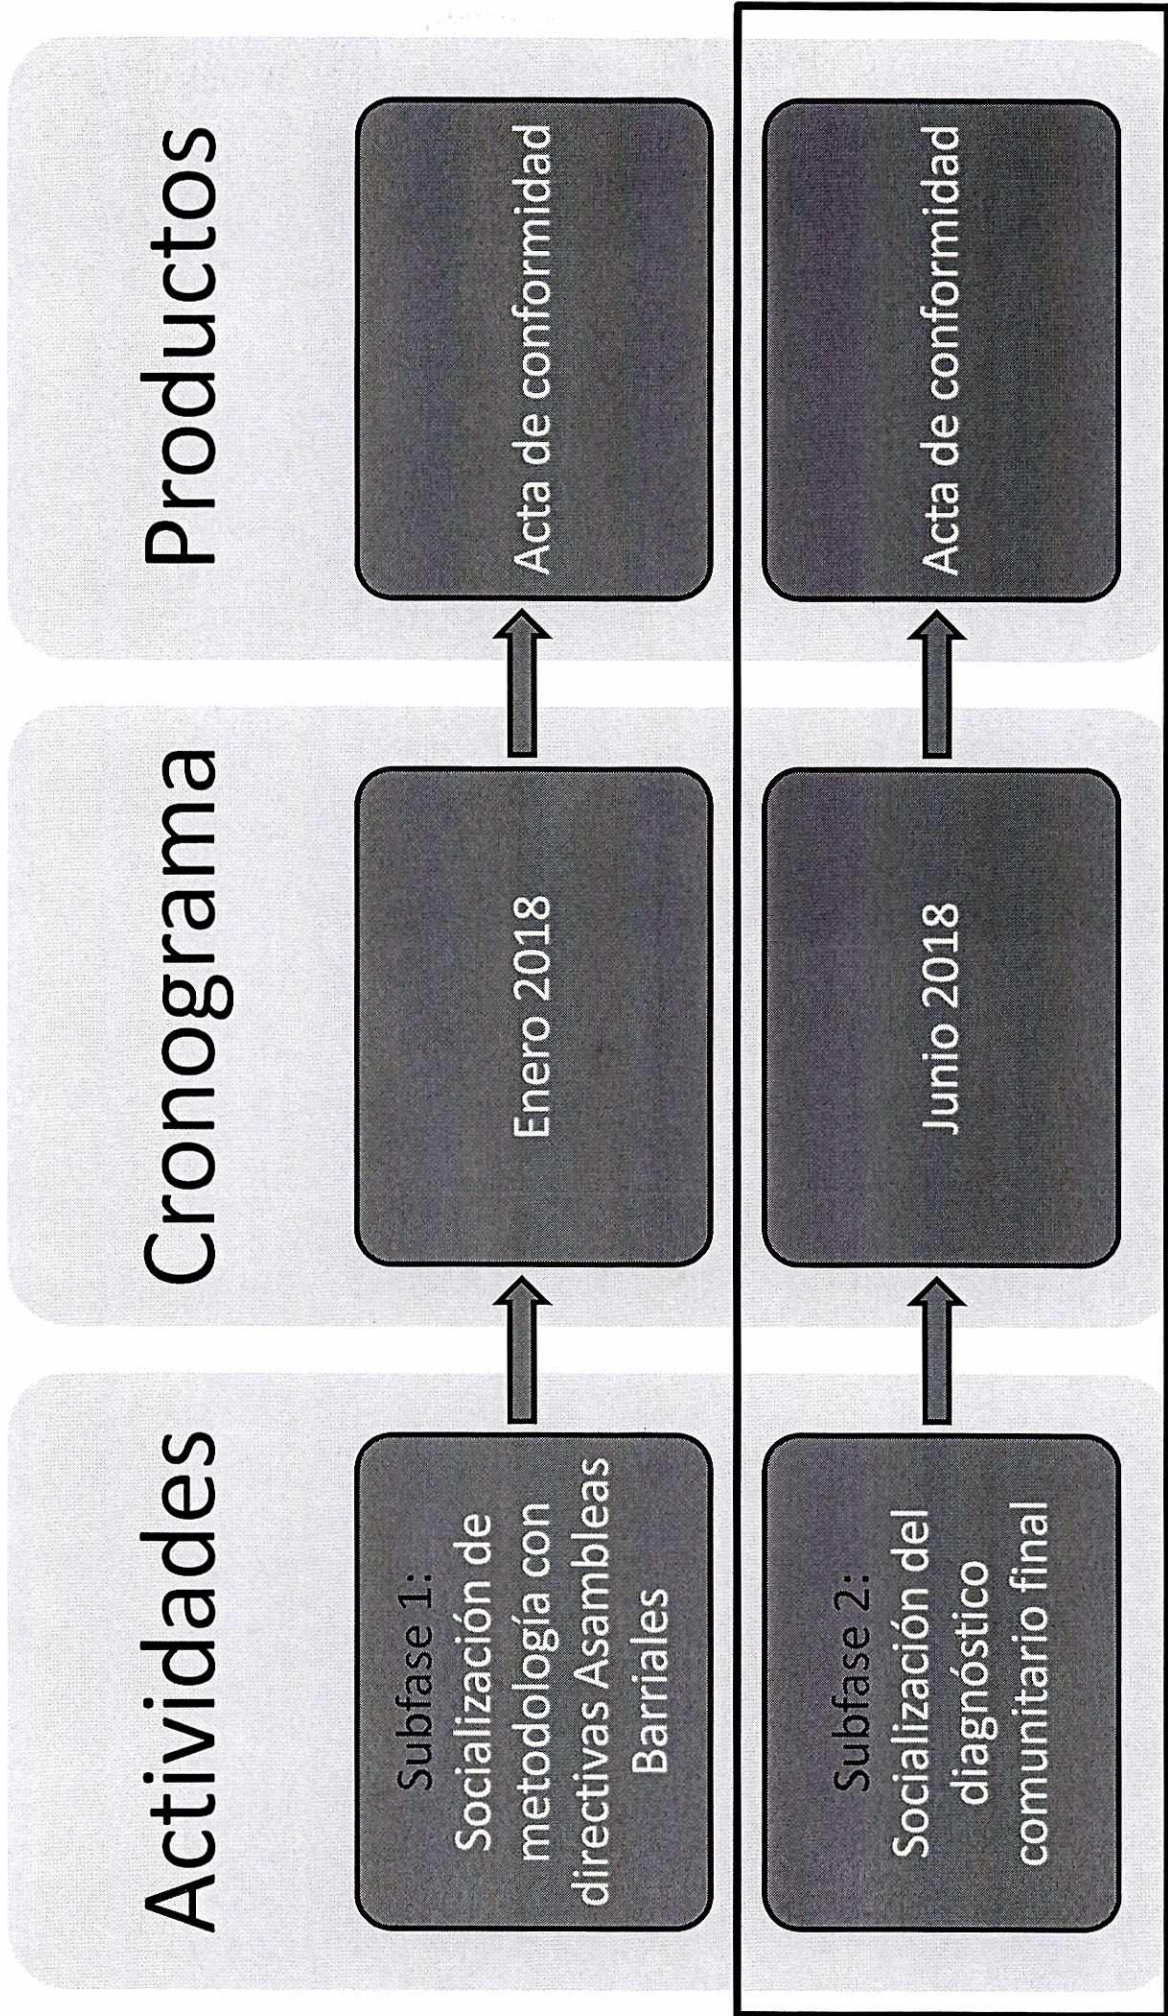 Actividades
Cronograma
Productos
Subfase 1:
Socialización de
metodología con
directivas Asambleas
Barriales
Enero 2018
Acta de conformidad
Subfase 2:
Socialización del
diagnóstico
comunitario final
Junio 2018
Acta de conformidad